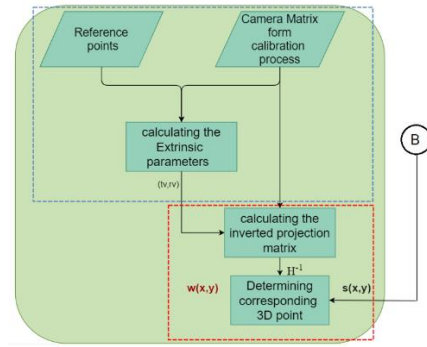 Reference
points
Camera Matrix
form
calibration
process
calculating the
Extrinsic
parameters
B
(tv,rv)
calculating the
inverted projection
matrix
H-1
w(x,y)
Determining
corresponding
3D point
s(x,y)